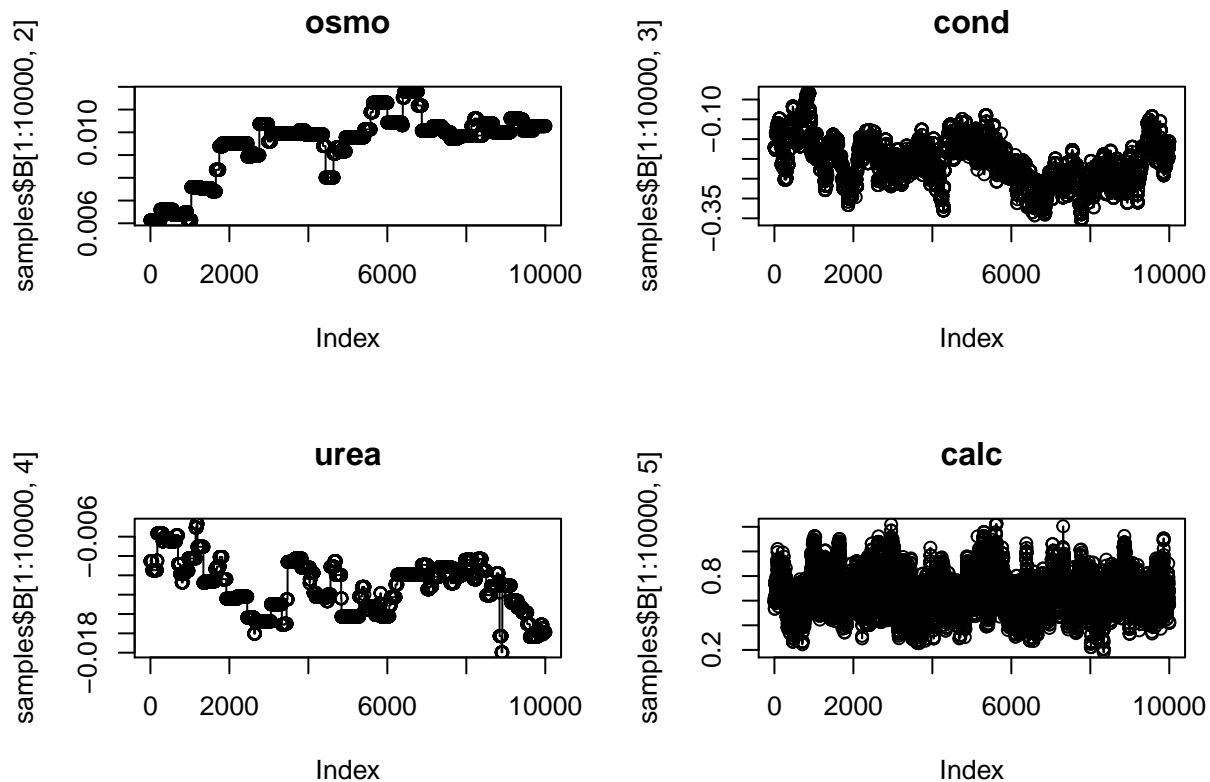 osmo
samples$B[1:10000, 2]
0.006 0.010
0 2000 6000 10000
Index
cond
samples$B[1:10000, 3]
−0.35 −0.10
0 2000 6000 10000
Index
urea
samples$B[1:10000, 4]
−0.018 −0.006
0 2000 6000 10000
Index
calc
samples$B[1:10000, 5]
0.2 0.8
0 2000 6000 10000
Index